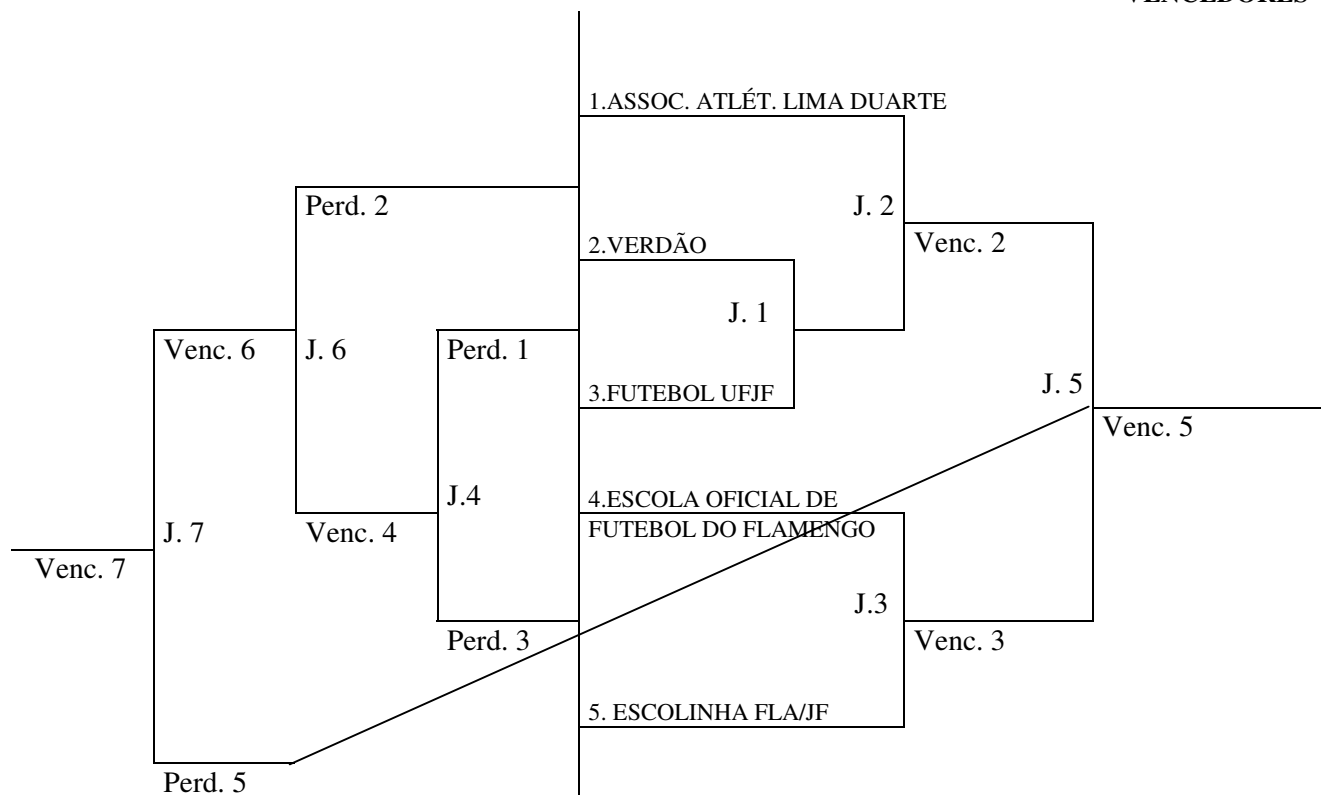 VENCEDORES
1.ASSOC. ATLÉT. LIMA DUARTE
Perd. 2
J. 2
2.VERDÃO
Venc. 2
J. 1
Venc. 6
J. 6
Perd. 1
3.FUTEBOL UFJF
J. 5
Venc. 5
J.4
4.ESCOLA OFICIAL DE
FUTEBOL DO FLAMENGO
J. 7
Venc. 4
Venc. 7
J.3
Perd. 3
Venc. 3
5. ESCOLINHA FLA/JF
Perd. 5